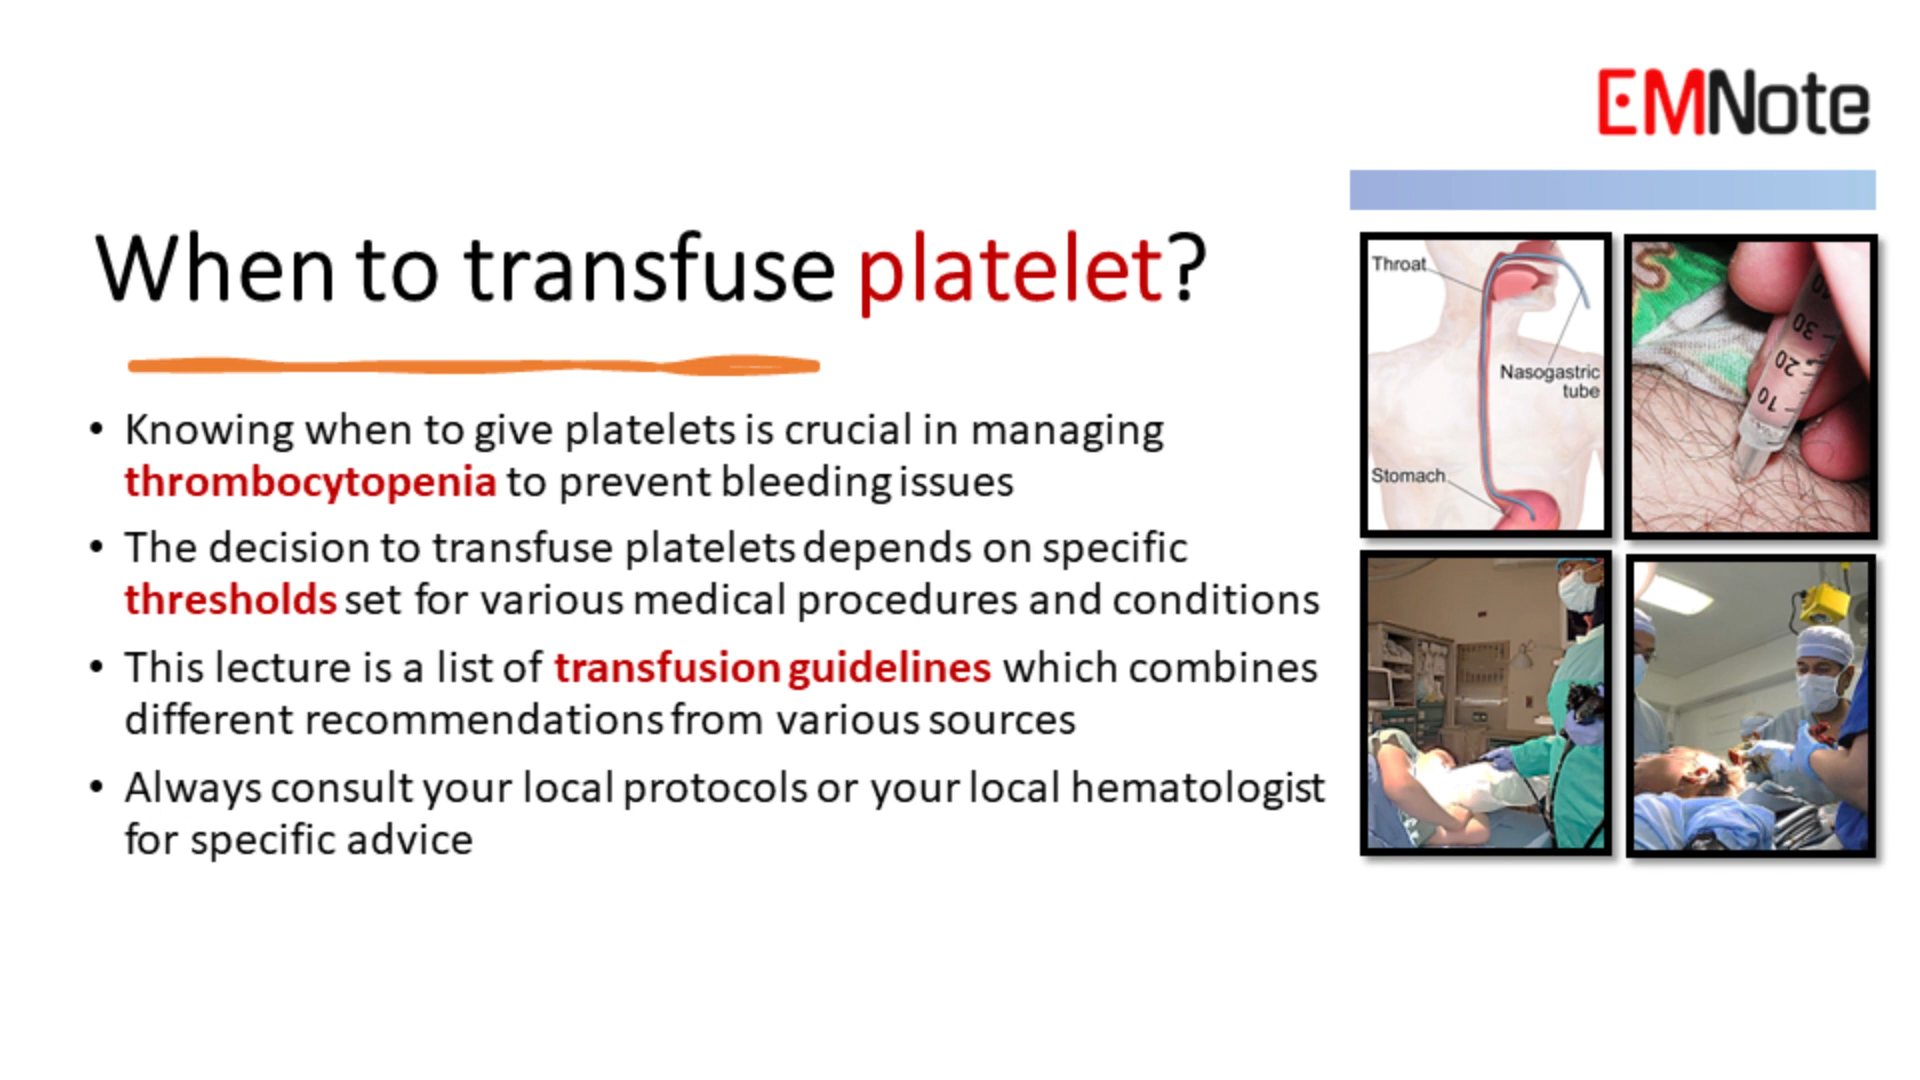 EMNote
When to transfuse platelet?
• Knowing when to give platelets is crucial in managing
thrombocytopenia to prevent bleeding issues
• The decision to transfuse platelets depends on specific
thresholds set for various medical procedures and conditions
• This lecture is a list of transfusion guidelines which combines
different recommendations from various sources
• Always consult your local protocols or your local hematologist
for specific advice
Throat
Nasogastric
tube
Stomach
30
20
10